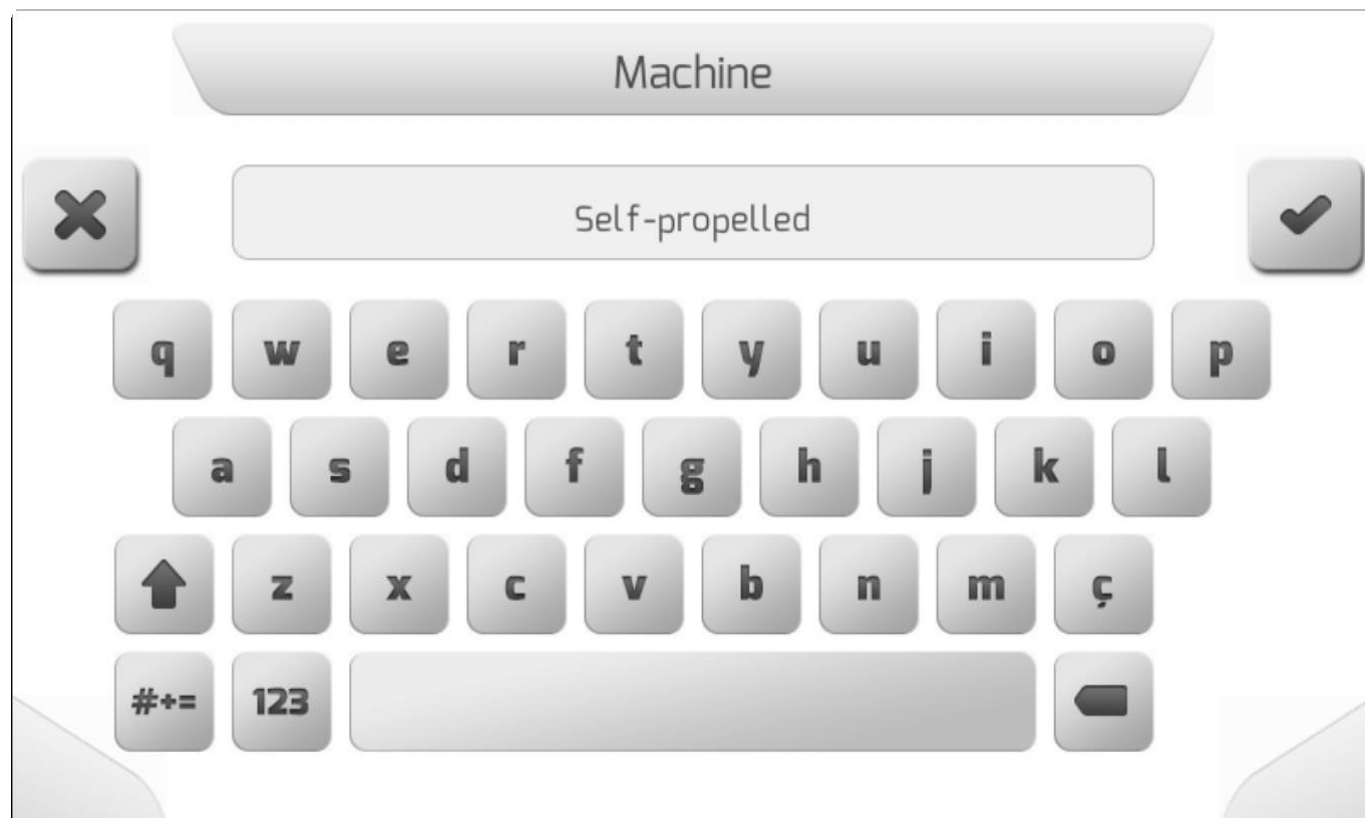 Machine
Self-propelled
q w e r t y u i o p
a s d f g h j k l
z x c v b n m ç
#+= 123